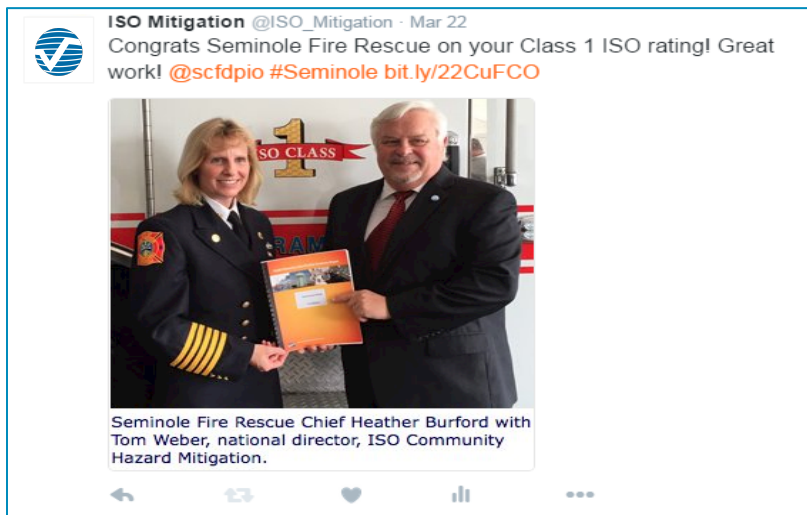 ISO Mitigation @ISO_Mitigation · Mar 22
Congrats Seminole Fire Rescue on your Class 1 ISO rating! Great
work! @scfdpio #Seminole bit.ly/22CuFCO
1
ISO CLASS
RAM
Seminole Fire Rescue Chief Heather Burford with
Tom Weber, national director, ISO Community
Hazard Mitigation.